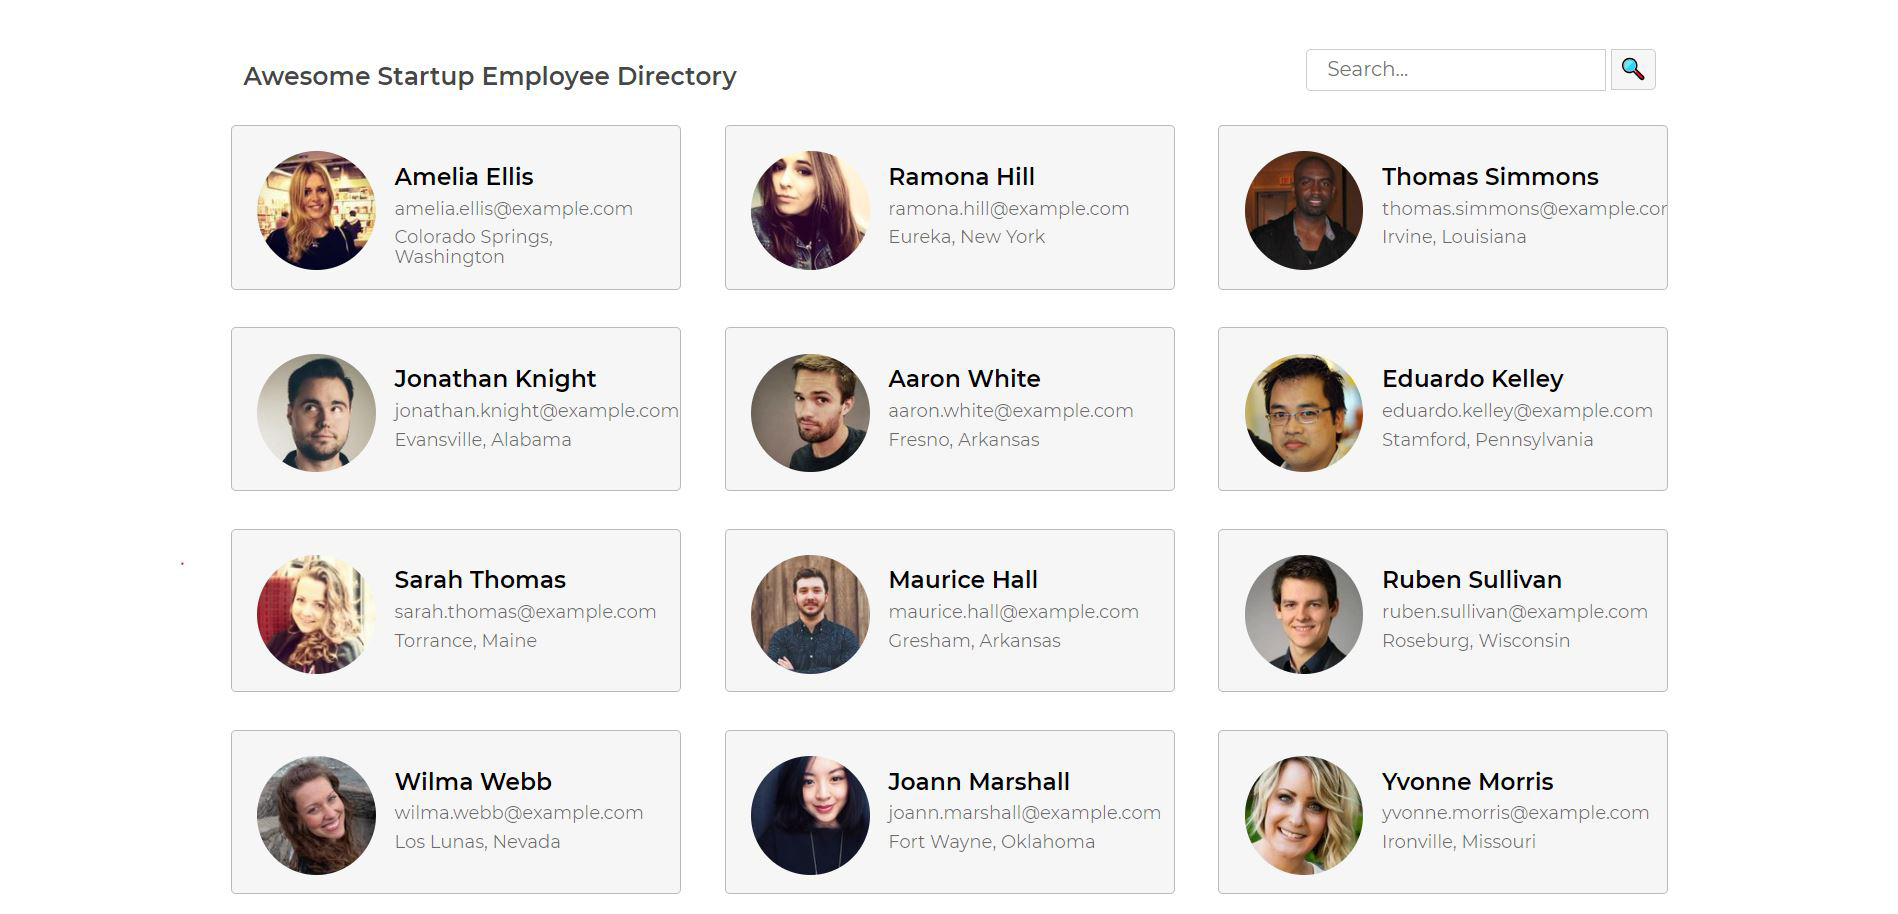 Awesome Startup Employee Directory
Search...
Amelia Ellis
amelia.ellis@example.com
Colorado Springs,
Washington
Ramona Hill
ramona.hill@example.com
Eureka, New York
Thomas Simmons
thomas.simmons@example.cor
Irvine, Louisiana
Jonathan Knight
jonathan.knight@example.com
Evansville, Alabama
Aaron White
aaron.white@example.com
Fresno, Arkansas
Eduardo Kelley
eduardo.kelley@example.com
Stamford, Pennsylvania
Sarah Thomas
sarah.thomas@example.com
Torrance, Maine
Maurice Hall
maurice.hall@example.com
Gresham, Arkansas
Ruben Sullivan
ruben.sullivan@example.com
Roseburg, Wisconsin
Wilma Webb
wilma.webb@example.com
Los Lunas, Nevada
Joann Marshall
joann.marshall@example.com
Fort Wayne, Oklahoma
Yvonne Morris
yvonne.morris@example.com
Ironville, Missouri